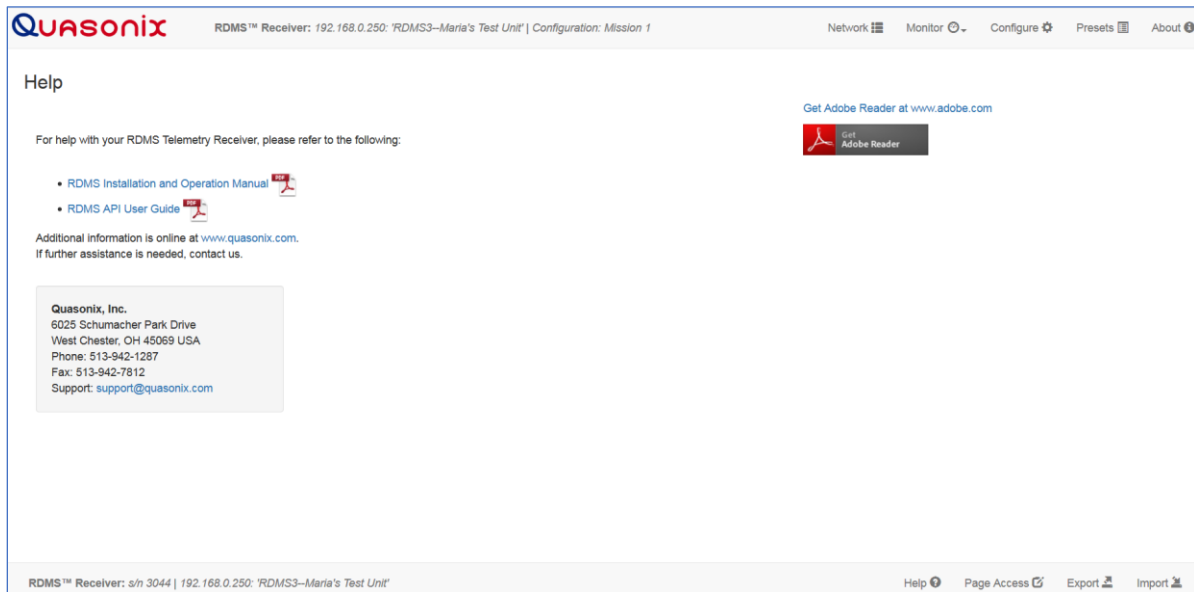 Quasonix
RDMS™ Receiver: 192.168.0.250: 'RDMS3--Maria's Test Unit' | Configuration: Mission 1
Network
Monitor
Configure
Presets
About
Help
Get Adobe Reader at www.adobe.com
Get
Adobe Reader
For help with your RDMS Telemetry Receiver, please refer to the following:
• RDMS Installation and Operation Manual PDF
• RDMS API User Guide PDF
Additional information is online at www.quasonix.com.
If further assistance is needed, contact us.
Quasonix, Inc.
6025 Schumacher Park Drive
West Chester, OH 45069 USA
Phone: 513-942-1287
Fax: 513-942-7812
Support: support@quasonix.com
RDMS™ Receiver: s/n 3044 | 192.168.0.250: 'RDMS3--Maria's Test Unit'
Help
Page Access
Export
Import